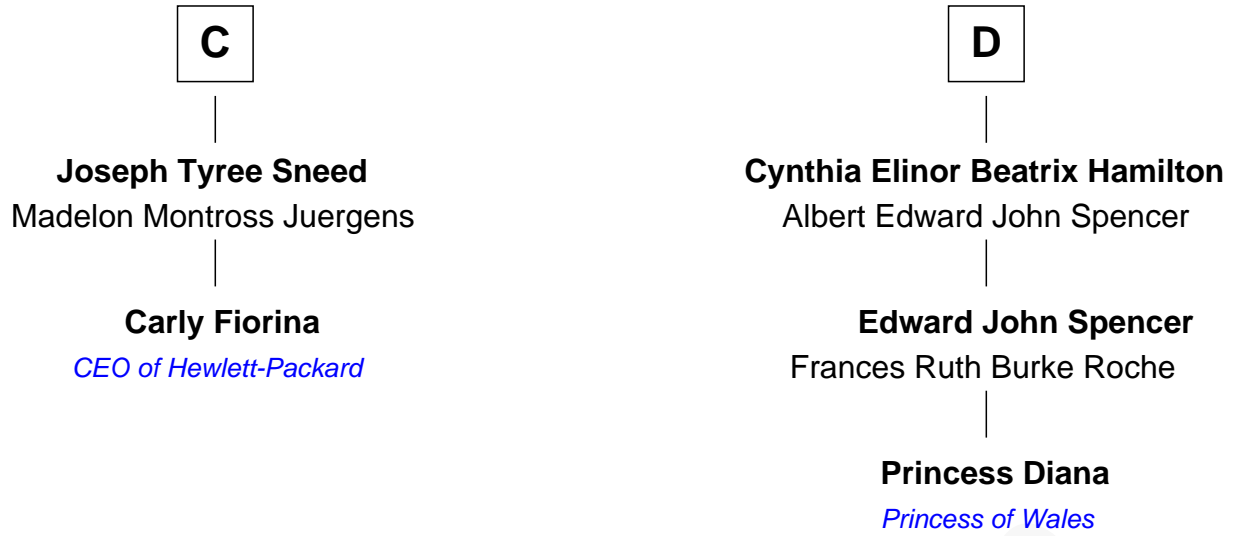 C
Joseph Tyree Sneed
Madelon Montross Juergens
Carly Fiorina
CEO of Hewlett-Packard
D
Cynthia Elinor Beatrix Hamilton
Albert Edward John Spencer
Edward John Spencer
Frances Ruth Burke Roche
Princess Diana
Princess of Wales